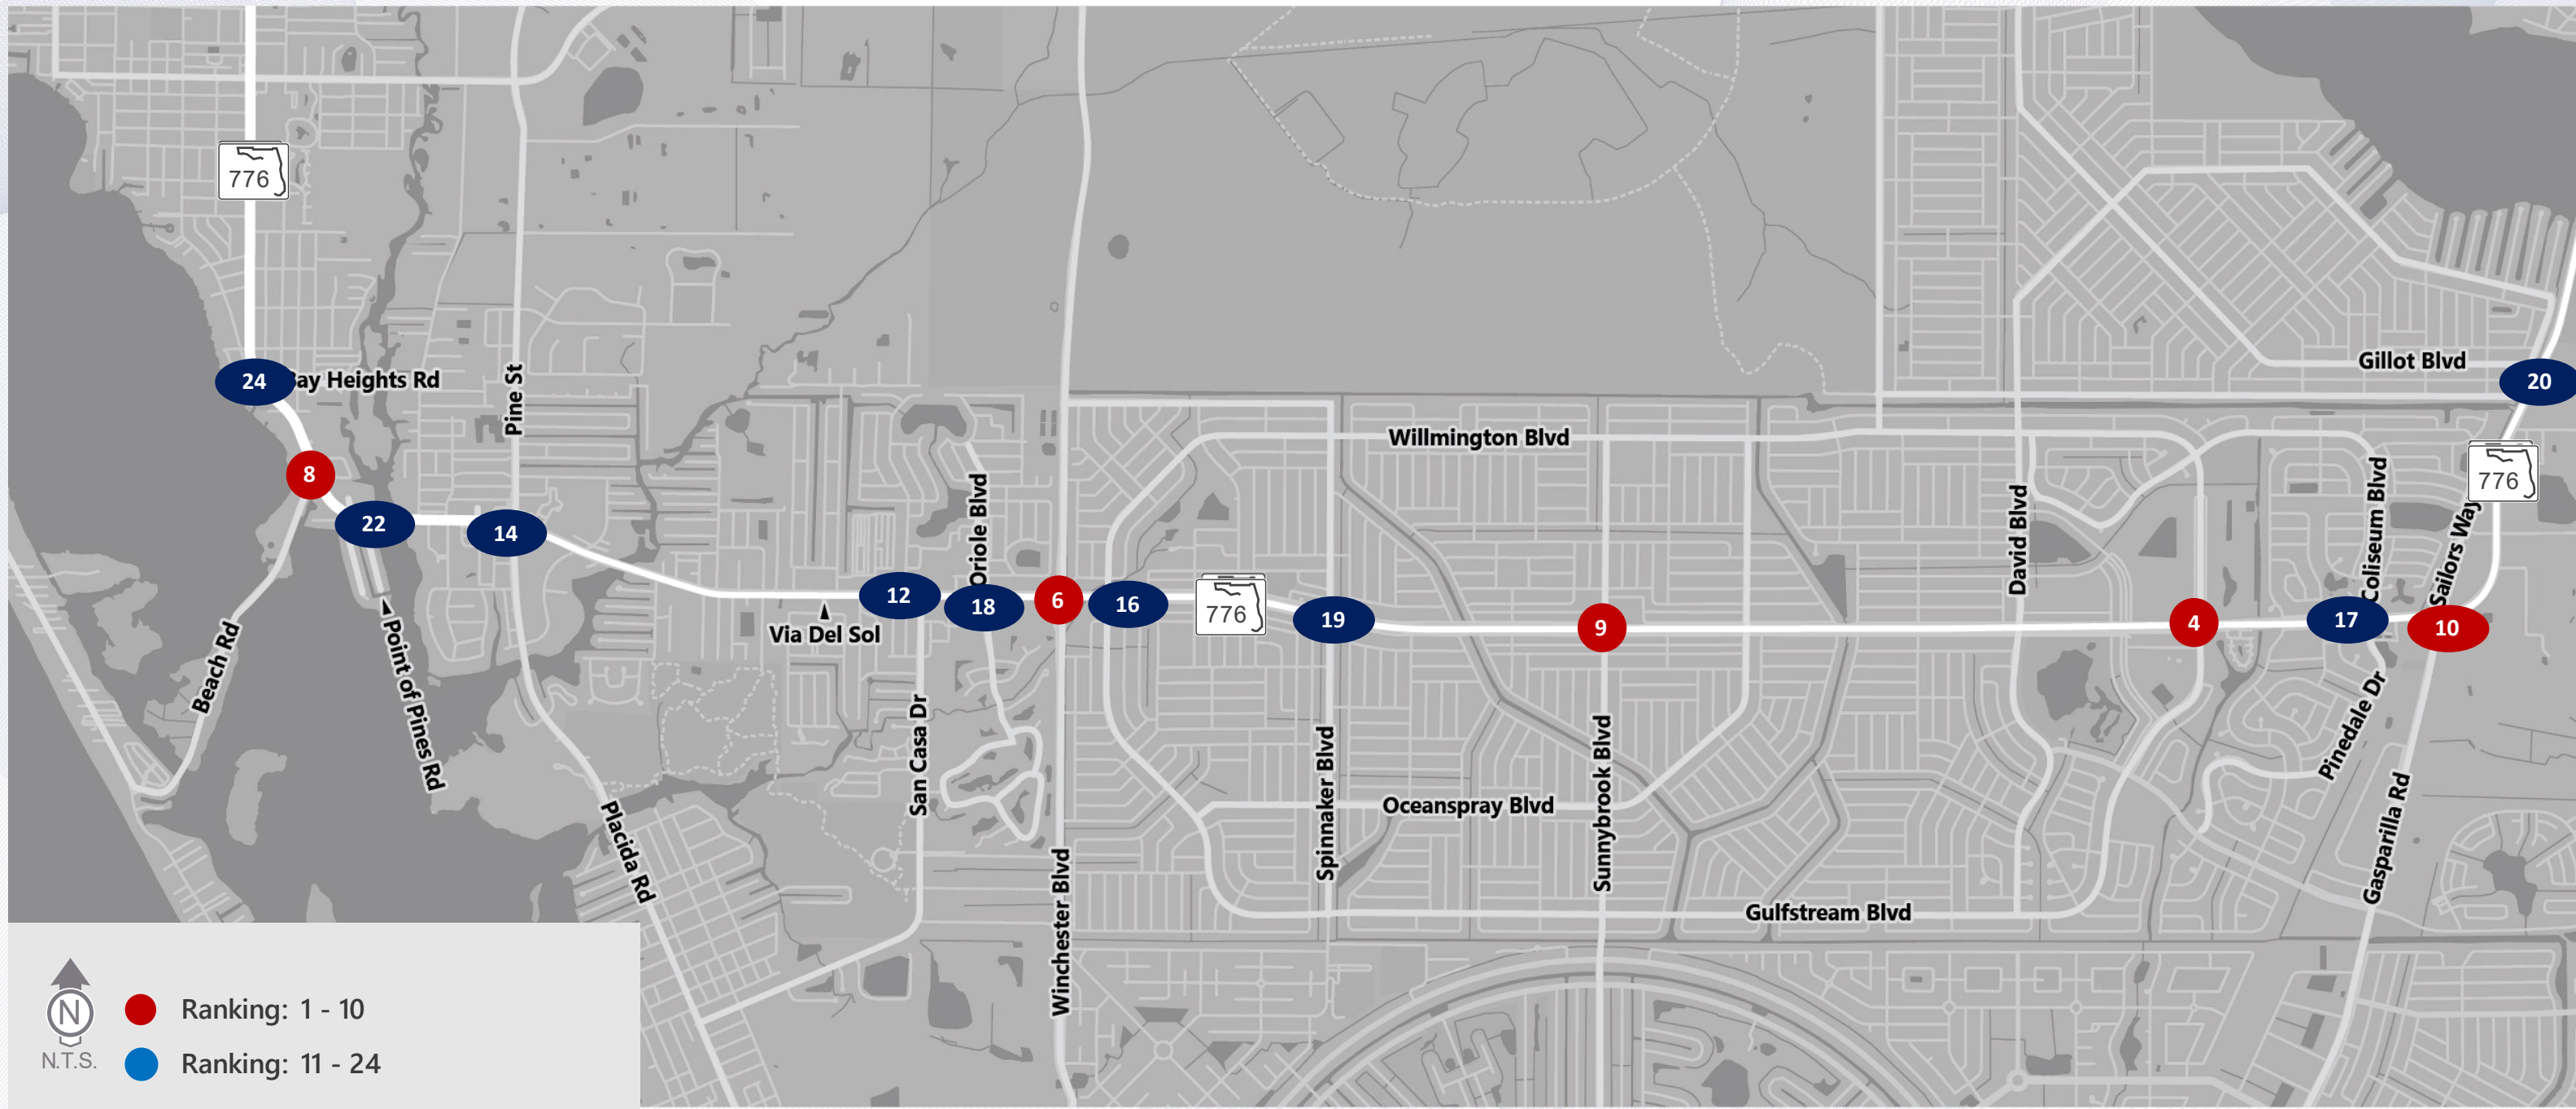 776
Bay Heights Rd
24
Pine St
Gillot Blvd
20
Willmington Blvd
8
776
22
14
Oriole Blvd
David Blvd
Coliseum Blvd
Sailors Way
12
18
6
16
776
19
9
4
17
10
Via Del Sol
Beach Rd
Point of Pines Rd
San Casa Dr
Placida Rd
Winchester Blvd
Spinnaker Blvd
Oceanspray Blvd
Sunnybrook Blvd
Pinedale Dr
Gasparilla Rd
Gulfstream Blvd
N
N.T.S.
Ranking: 1 - 10
Ranking: 11 - 24